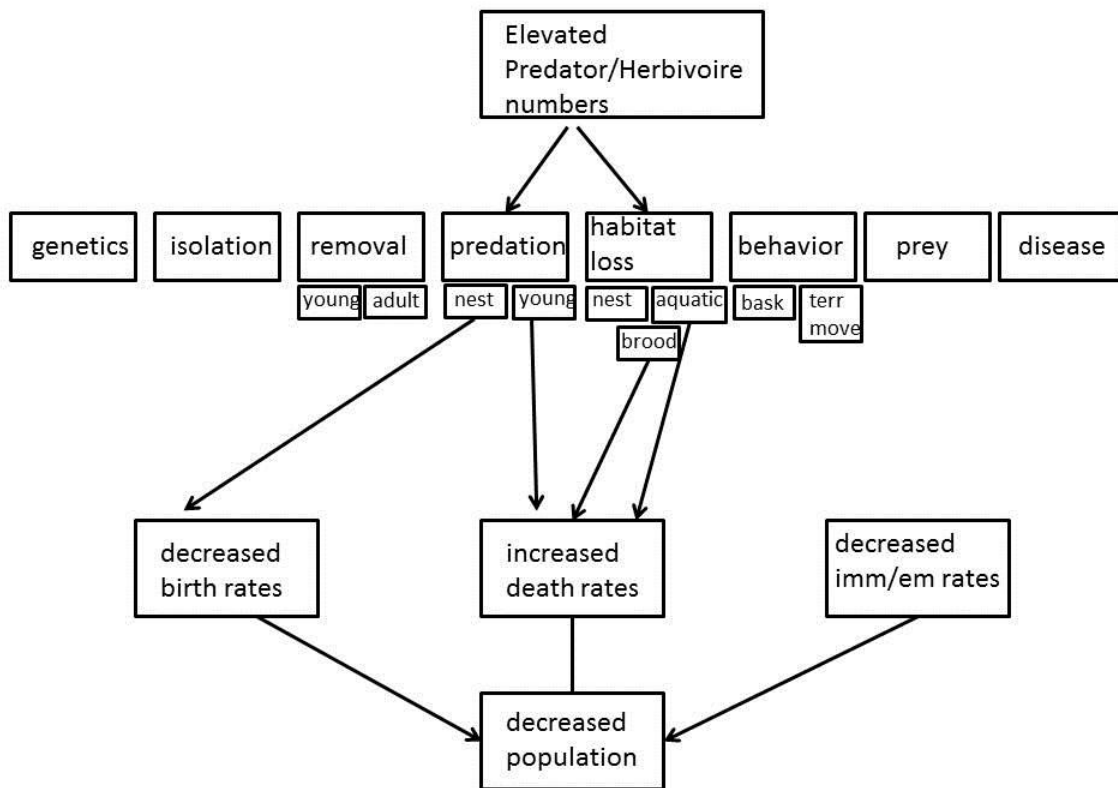 Elevated
Predator/Herbivoire
numbers
genetics
isolation
removal
predation
habitat
loss
behavior
prey
disease
young
adult
nest
young
nest
aquatic
bask
terr
move
brood
decreased
birth rates
increased
death rates
decreased
imm/em rates
decreased
population